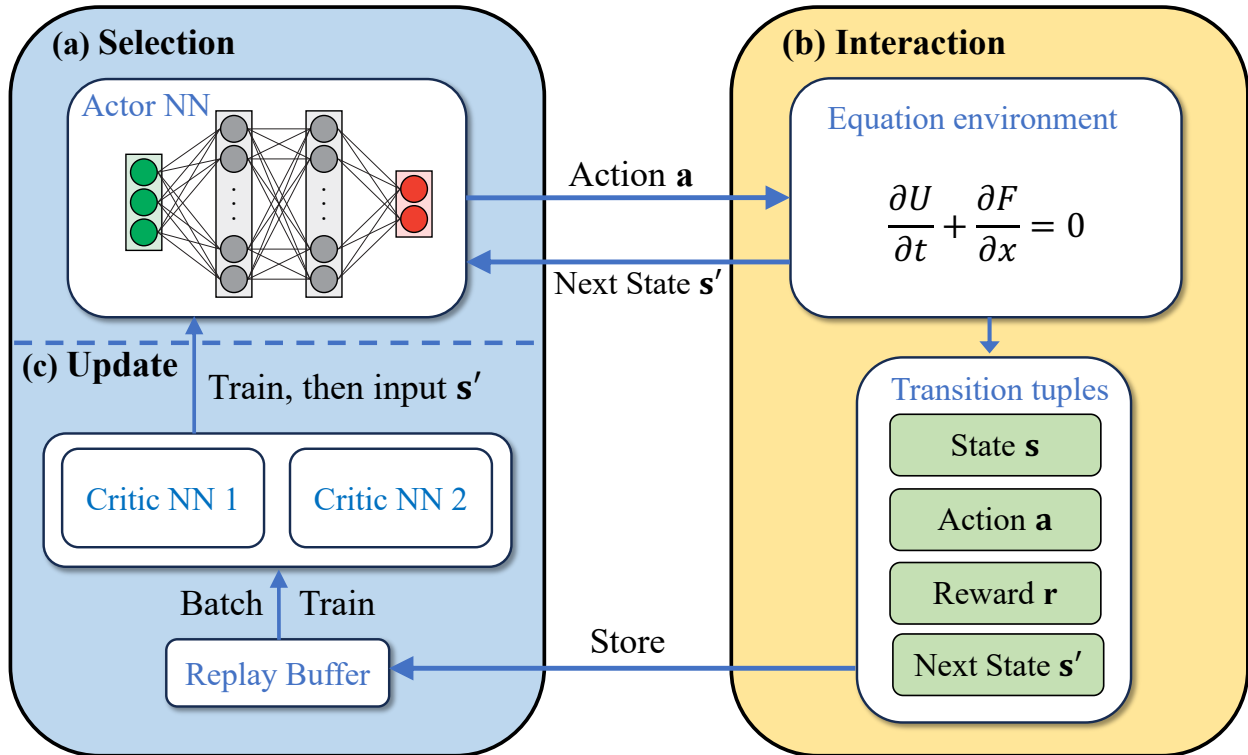 (a) Selection
Actor NN
Action a
Next State s′
(b) Interaction
Equation environment
∂U/∂t + ∂F/∂x = 0
(c) Update
Train, then input s′
Critic NN 1
Critic NN 2
Batch Train
Replay Buffer
Store
Transition tuples
State s
Action a
Reward r
Next State s′